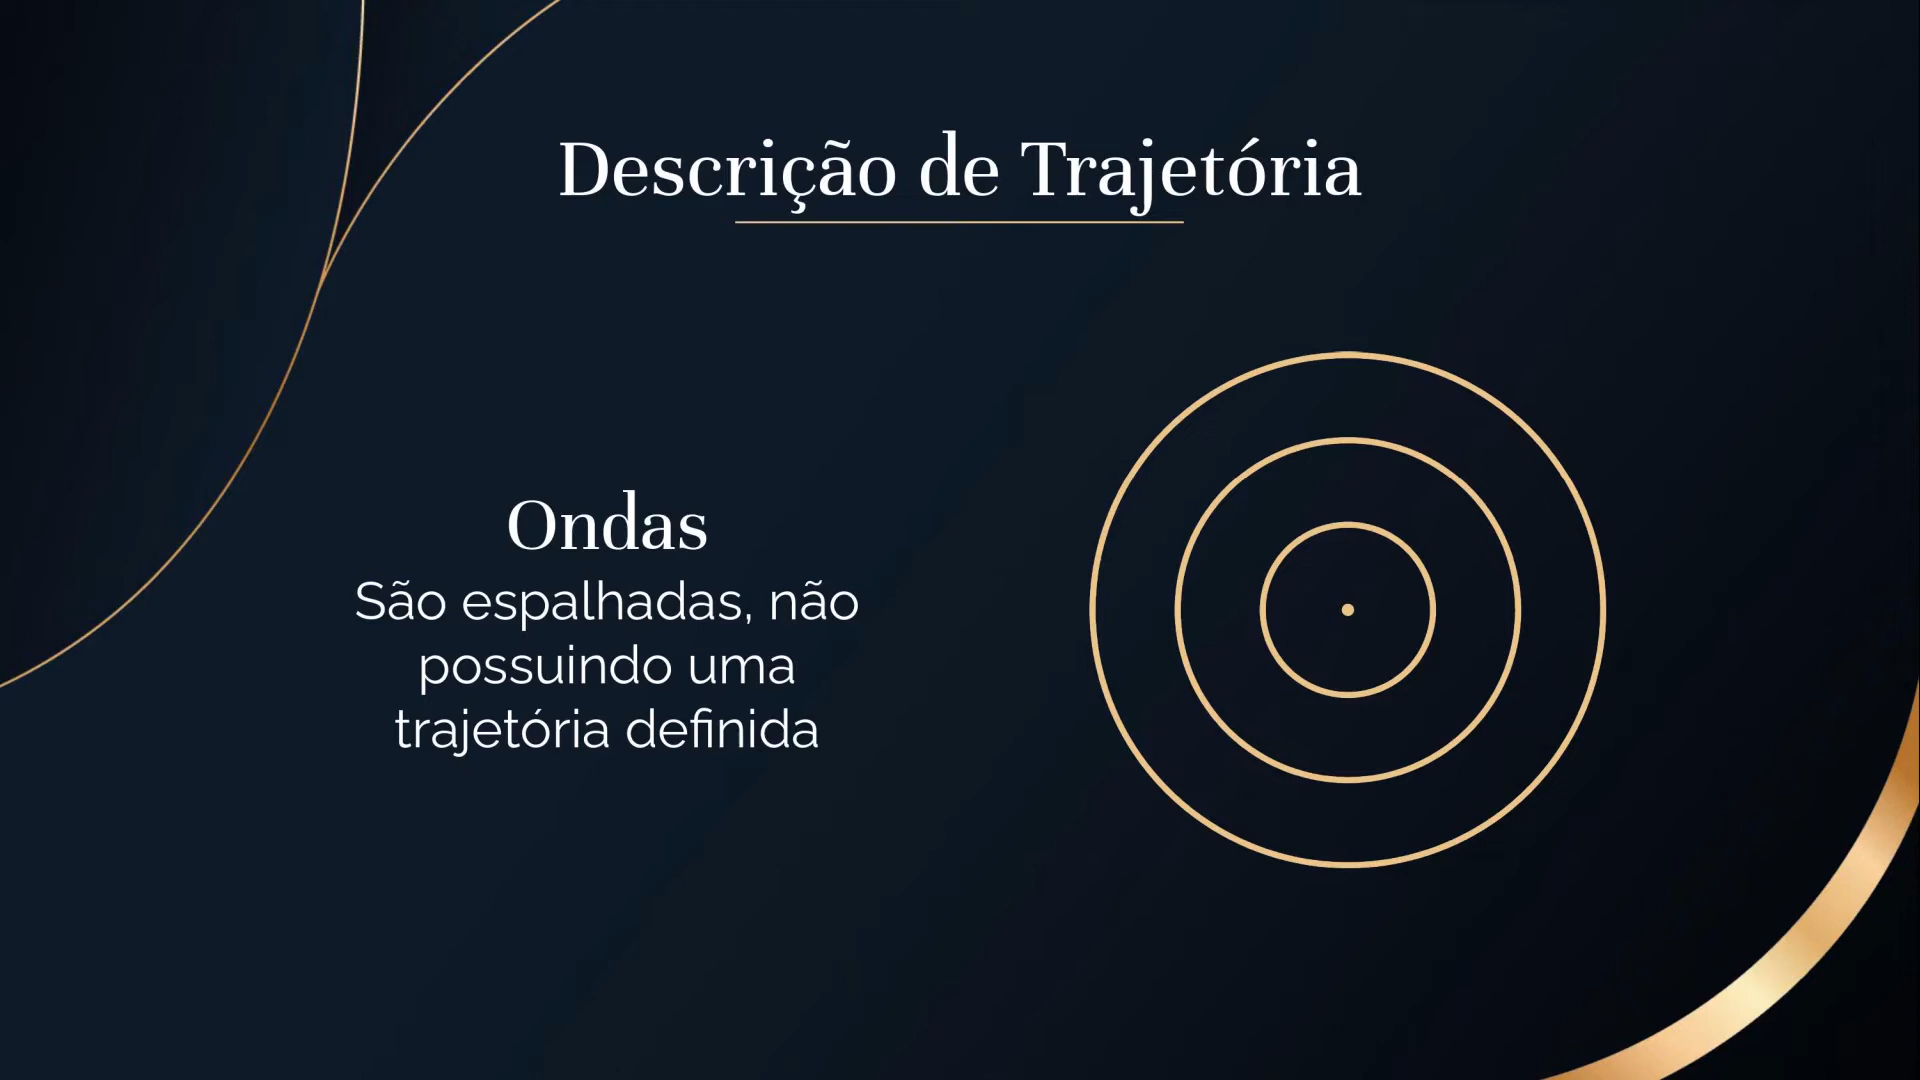 Descrição de Trajetória
Ondas
São espalhadas, não
possuindo uma
trajetória definida